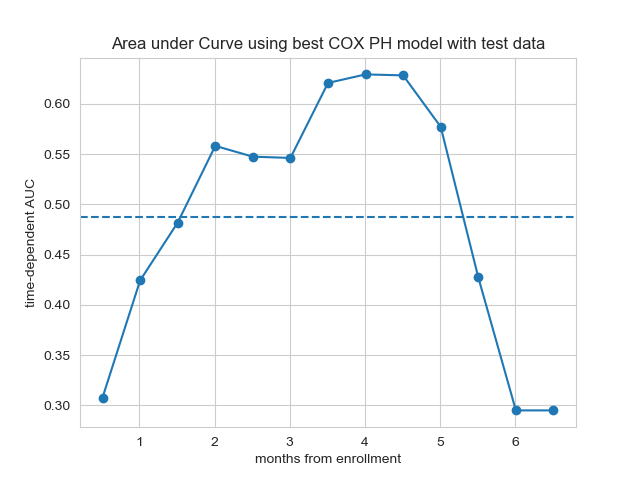 Area under Curve using best COX PH model with test data
time-dependent AUC
0.60
0.55
0.50
0.45
0.40
0.35
0.30
1 2 3 4 5 6
months from enrollment